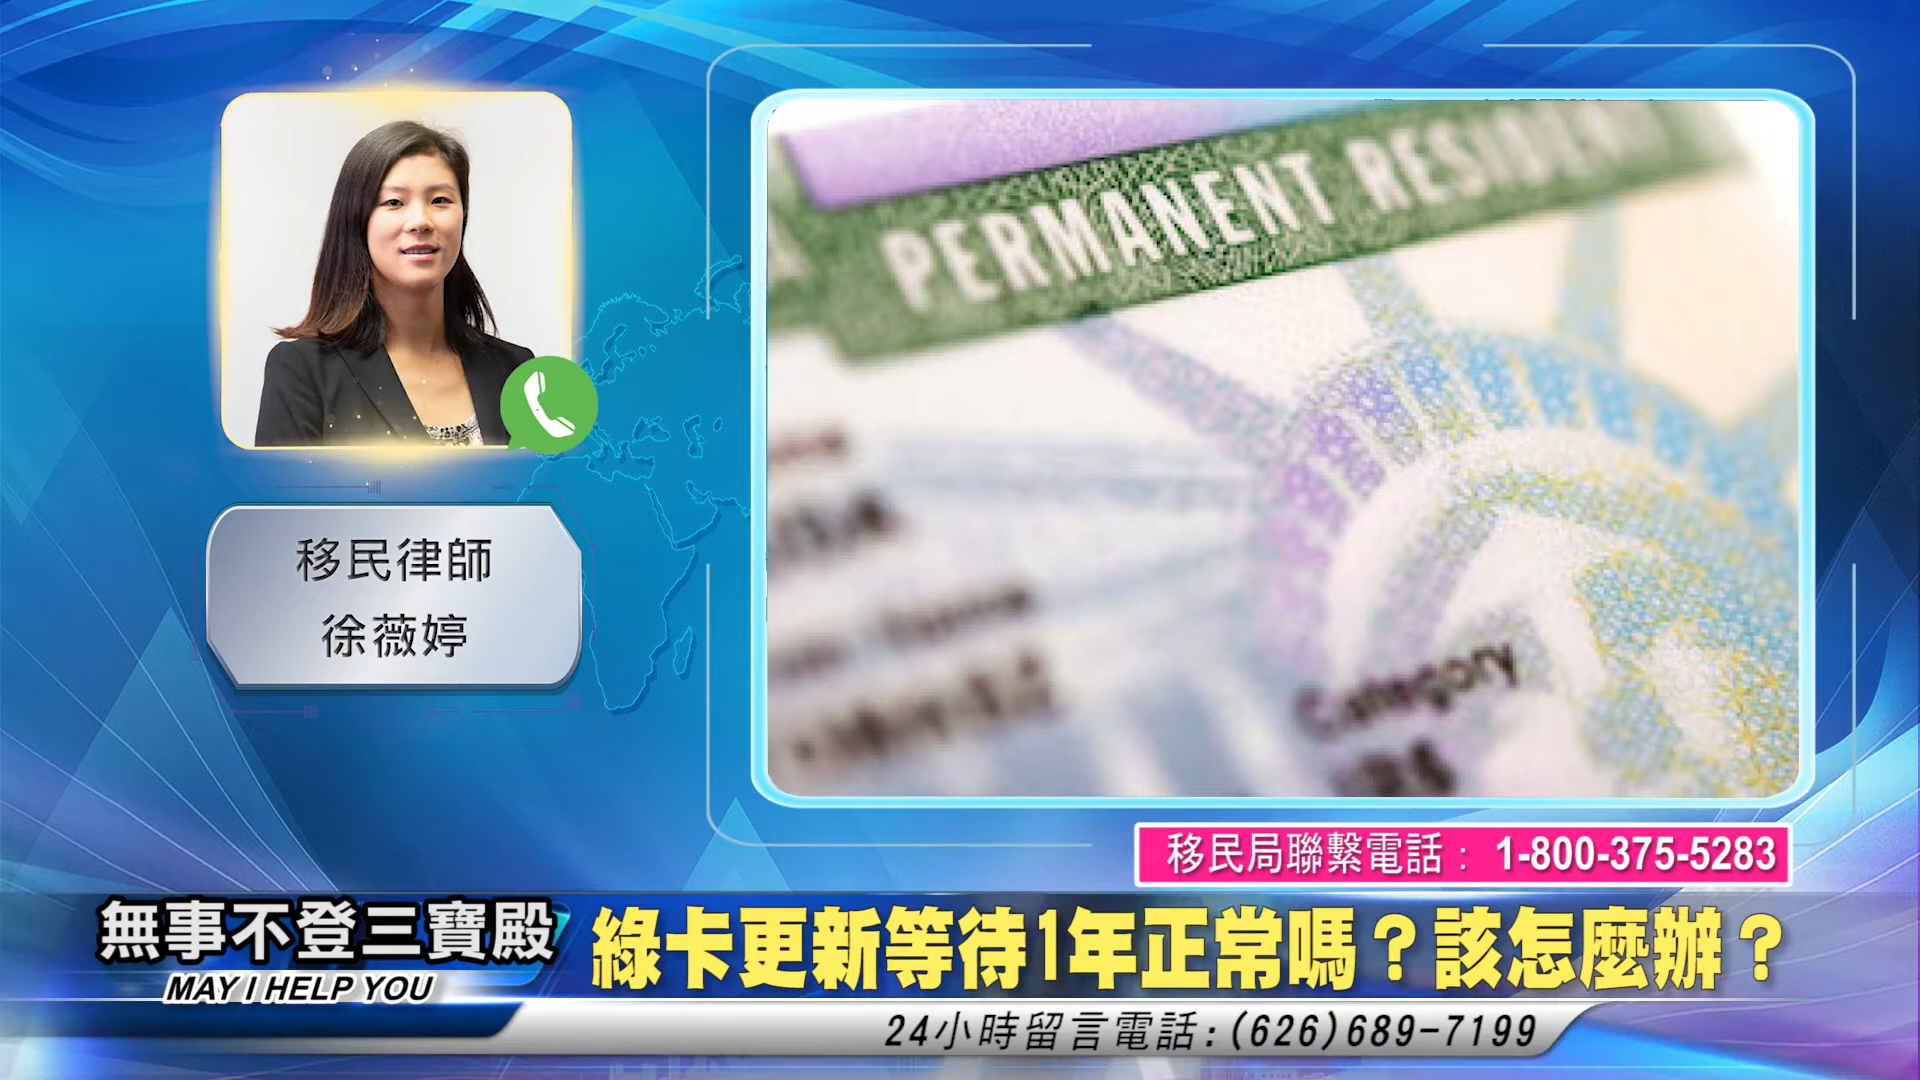 移民律師
徐薇婷
PERMANENT RESIDENT
Category
移民局聯繫電話：1-800-375-5283
無事不登三寶殿
MAY I HELP YOU
綠卡更新等待1年正常嗎？該怎麼辦？
24小時留言電話:(626)689-7199